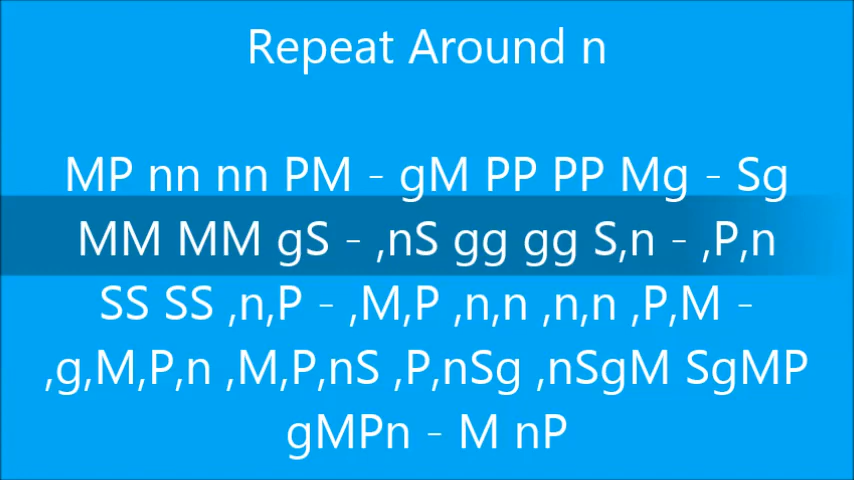 Repeat Around n
MP nn nn PM - gM PP PP Mg - Sg
MM MM gS - ,nS gg gg S,n - ,P,n
SS SS ,n,P - ,M,P ,n,n ,n,n ,P,M -
,g,M,P,n ,M,P,nS ,P,nSg ,nSgM SgMP
gMPn - M nP